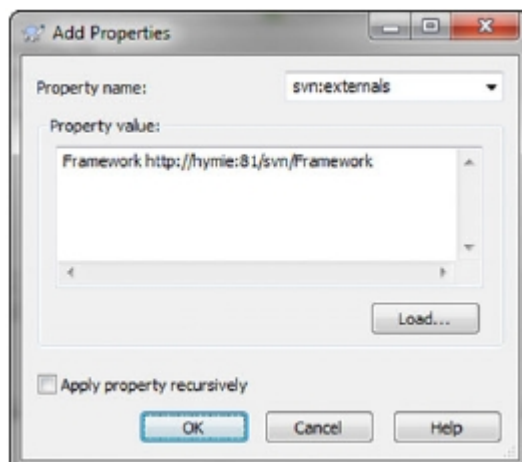 Add Properties
Property name:
svn:externals
Property value:
Framework http://hymie:81/svn/Framework
Load...
Apply property recursively
OK
Cancel
Help